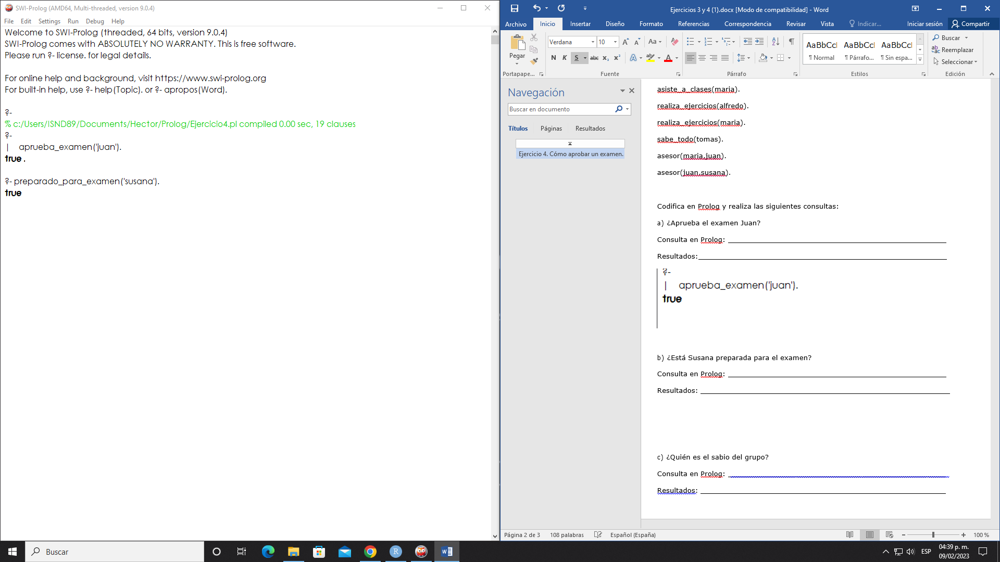 SWI-Prolog (AMD64, Multi-threaded, version 9.0.4)
File Edit Settings Run Debug Help
Welcome to SWI-Prolog (threaded, 64 bits, version 9.0.4)
SWI-Prolog comes with ABSOLUTELY NO WARRANTY. This is free software.
Please run ?- license. for legal details.
For online help and background, visit https://www.swi-prolog.org
For built-in help, use ?- help(Topic). or ?- apropos(Word).
?-
% c:/Users/ISND89/Documents/Hector/Prolog/Ejercicio4.pl compiled 0.00 sec, 19 clauses
?-
| aprueba_examen('juan').
true .
?- preparado_para_examen('susana').
true
Ejercicios 3 y 4 (1).docx [Modo de compatibilidad] - Word
Archivo Inicio Insertar Diseño Formato Referencias Correspondencia Revisar Vista Indicar... Iniciar sesión Compartir
Pegar
Verdana 10 Aa
N K S abc x₂ x² A aby A
AaBbCcI AaBbCcI AaBbCcI
¶ Normal ¶ Párrafo... ¶ Sin espa...
Buscar
Reemplazar
Seleccionar
Portapape... Fuente Párrafo Estilos Edición
Navegación
Buscar en documento
Títulos Páginas Resultados
Ejercicio 4. Cómo aprobar un examen.
asiste_a_clases(maria).
realiza_ejercicios(alfredo).
realiza_ejercicios(maria).
sabe_todo(tomas).
asesor(maria,juan).
asesor(juan,susana).
Codifica en Prolog y realiza las siguientes consultas:
a) ¿Aprueba el examen Juan?
Consulta en Prolog:
Resultados:
?-
| aprueba_examen('juan').
true
b) ¿Está Susana preparada para el examen?
Consulta en Prolog:
Resultados:
c) ¿Quién es el sabio del grupo?
Consulta en Prolog:
Resultados:
Página 2 de 3 108 palabras Español (España) 100 %
Buscar
ESP
04:39 p. m.
09/02/2023